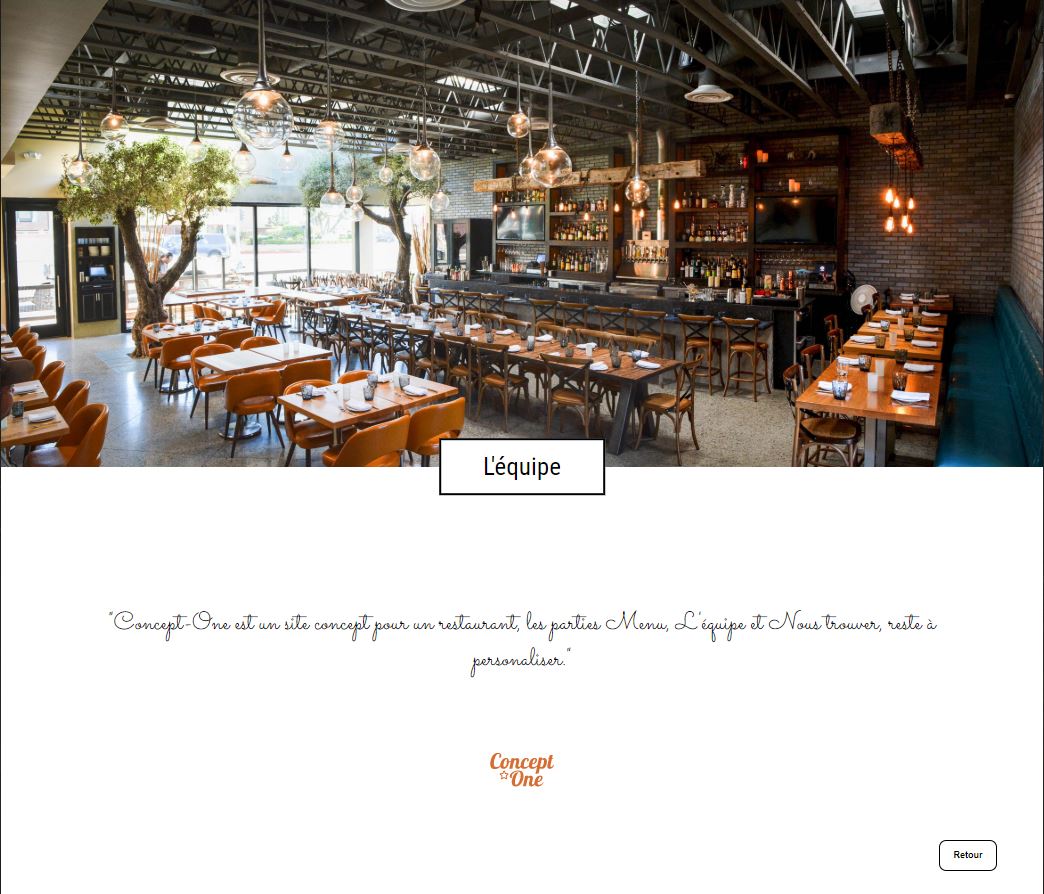 L'équipe
"Concept-One est un site concept pour un restaurant, les parties Menu, L'équipe et Nous trouver, reste à
personaliser."
Concept
One
Retour